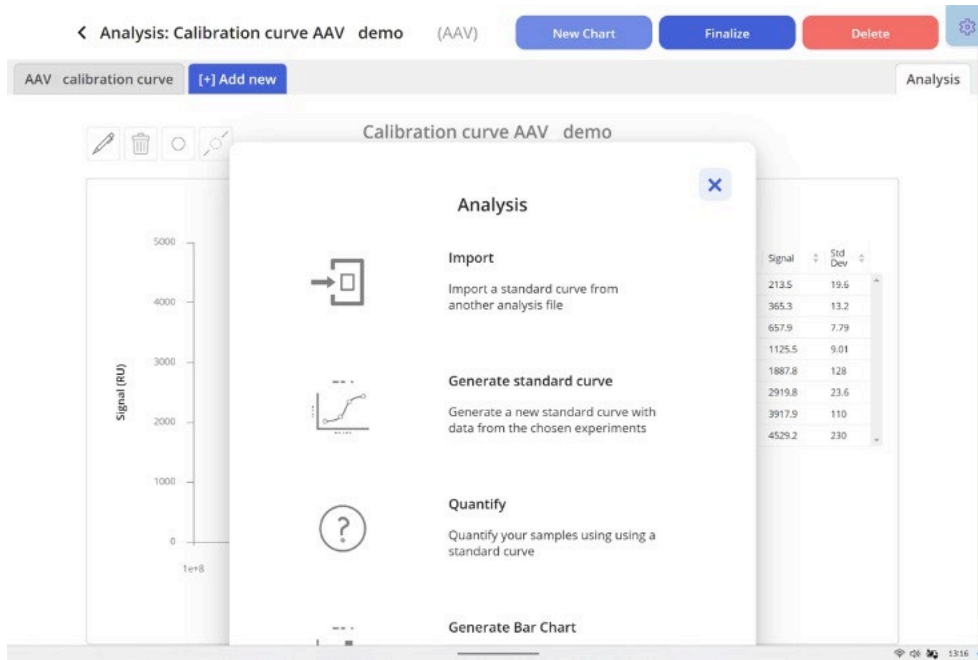 Analysis: Calibration curve AAV demo (AAV) New Chart Finalize Delete
AAV calibration curve [+] Add new Analysis
Calibration curve AAV demo
Analysis
Import
Import a standard curve from
another analysis file
Generate standard curve
Generate a new standard curve with
data from the chosen experiments
Quantify
Quantify your samples using using a
standard curve
Generate Bar Chart
Signal (RU)
5000
4000
3000
2000
1000
0
1e+8
Signal Std Dev
213.5 19.6
365.3 13.2
657.9 7.79
1125.5 9.01
1887.8 128
2919.8 23.6
3917.9 110
4529.2 230
13:16